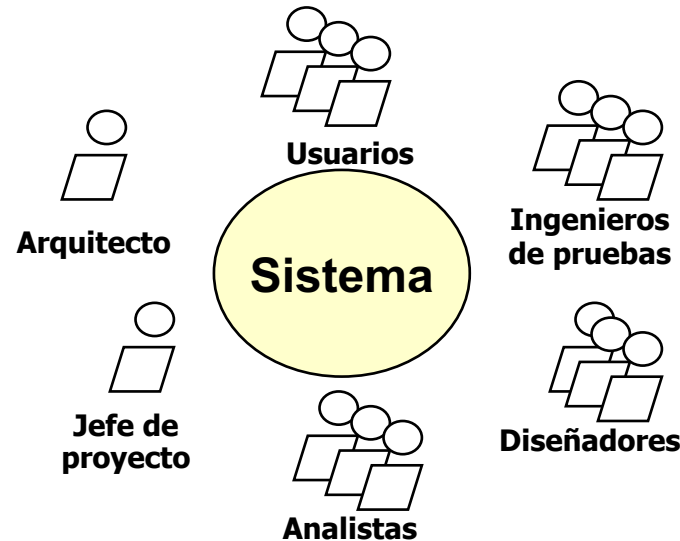 Usuarios
Arquitecto
Ingenieros
de pruebas
Sistema
Jefe de
proyecto
Diseñadores
Analistas